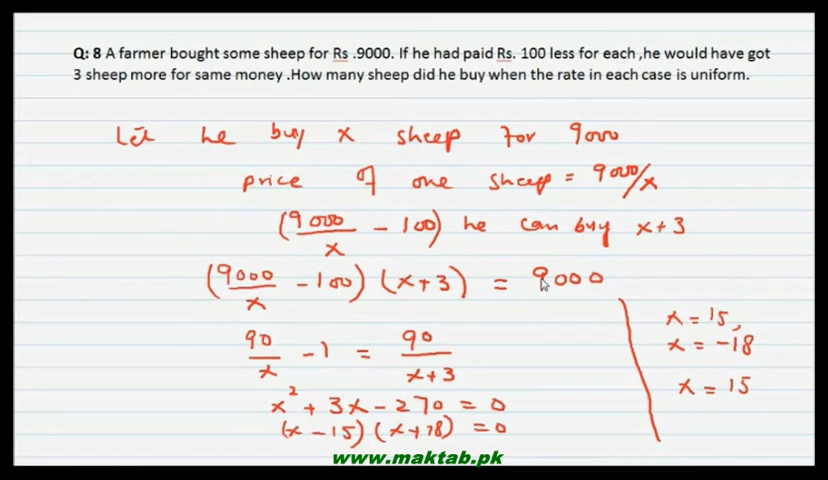 Q: 8 A farmer bought some sheep for Rs .9000. If he had paid Rs. 100 less for each ,he would have got
3 sheep more for same money .How many sheep did he buy when the rate in each case is uniform.
Let he buy x sheep for 9000
price of one sheep = 9000/x
(9000/x - 100) he can buy x+3
(9000/x - 100) (x+3) = 9000
90/x - 1 = 90/x+3
x² + 3x - 270 = 0
(x - 15) (x+18) = 0
x = 15,
x = -18
x = 15
www.maktab.pk